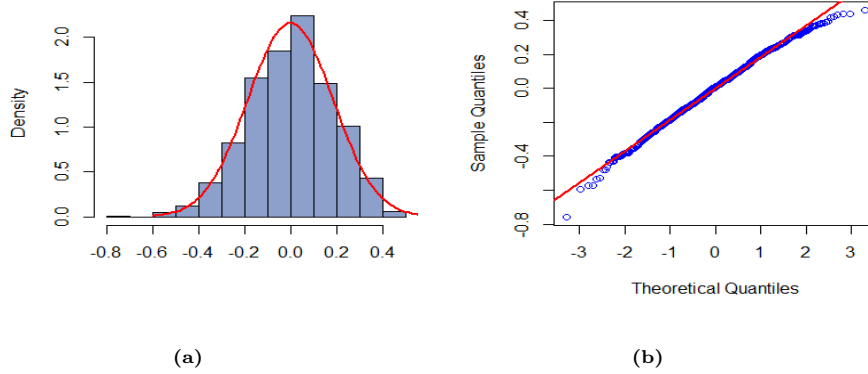 Density
0.0 0.5 1.0 1.5 2.0
-0.8 -0.6 -0.4 -0.2 0.0 0.2 0.4
(a)
Sample Quantiles
-0.8 -0.4 0.0 0.4
-3 -2 -1 0 1 2 3
Theoretical Quantiles
(b)